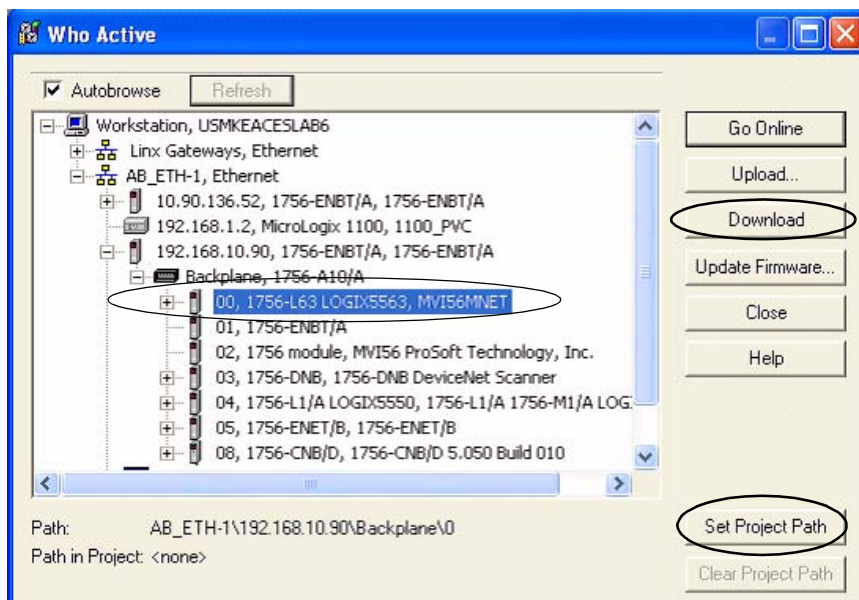 Who Active
Autobrowse
Refresh
Workstation, USMKEACESLAB6
Linx Gateways, Ethernet
AB_ETH-1, Ethernet
10.90.136.52, 1756-ENBT/A, 1756-ENBT/A
192.168.1.2, MicroLogix 1100, 1100_PVC
192.168.10.90, 1756-ENBT/A, 1756-ENBT/A
Backplane, 1756-A10/A
00, 1756-L63 LOGIX5563, MVI56MNET
01, 1756-ENBT/A
02, 1756 module, MVI56 ProSoft Technology, Inc.
03, 1756-DNB, 1756-DNB DeviceNet Scanner
04, 1756-L1/A LOGIX5550, 1756-L1/A 1756-M1/A LOG
05, 1756-ENET/B, 1756-ENET/B
08, 1756-CNB/D, 1756-CNB/D 5.050 Build 010
Go Online
Upload...
Download
Update Firmware...
Close
Help
Path: AB_ETH-1\192.168.10.90\Backplane\0
Path in Project: <none>
Set Project Path
Clear Project Path